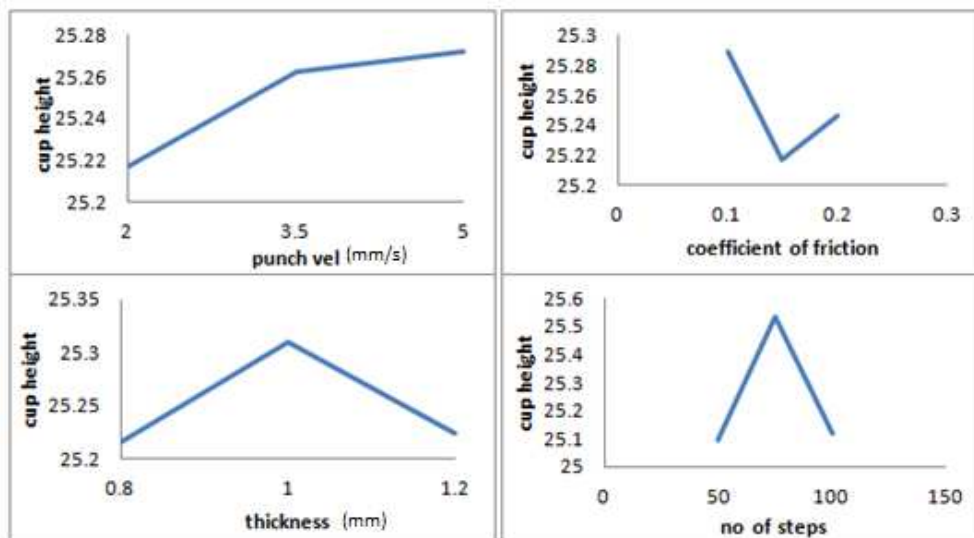 cup height
25.28
25.26
25.24
25.22
25.2
2 3.5 5
punch vel (mm/s)
cup height
25.3
25.28
25.26
25.24
25.22
25.2
0 0.1 0.2 0.3
coefficient of friction
cup height
25.35
25.3
25.25
25.2
0.8 1 1.2
thickness (mm)
cup height
25.6
25.5
25.4
25.3
25.2
25.1
25
0 50 100 150
no of steps